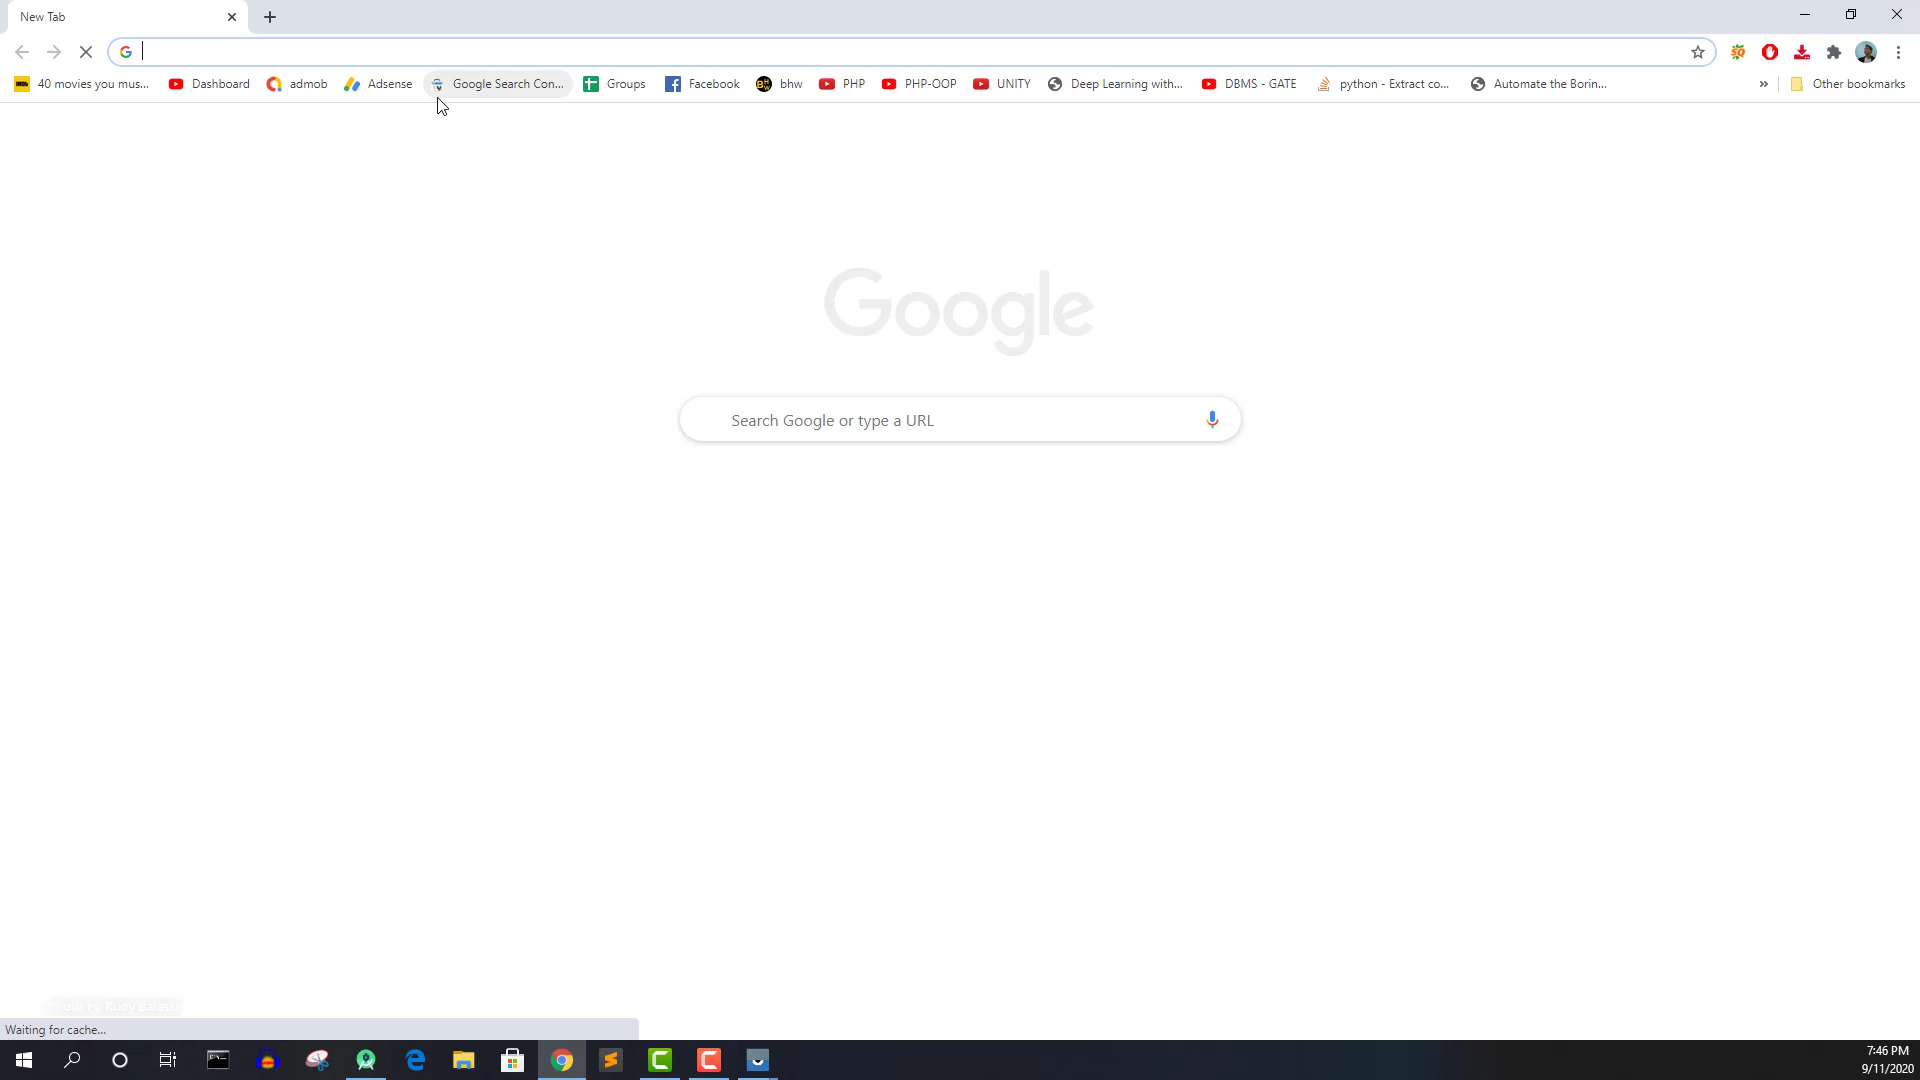 New Tab
40 movies you mus...
Dashboard
admob
Adsense
Google Search Con...
Groups
Facebook
bhw
PHP
PHP-OOP
UNITY
Deep Learning with...
DBMS - GATE
python - Extract co...
Automate the Borin...
»
Other bookmarks
Google
Search Google or type a URL
Waiting for cache...
7:46 PM
9/11/2020